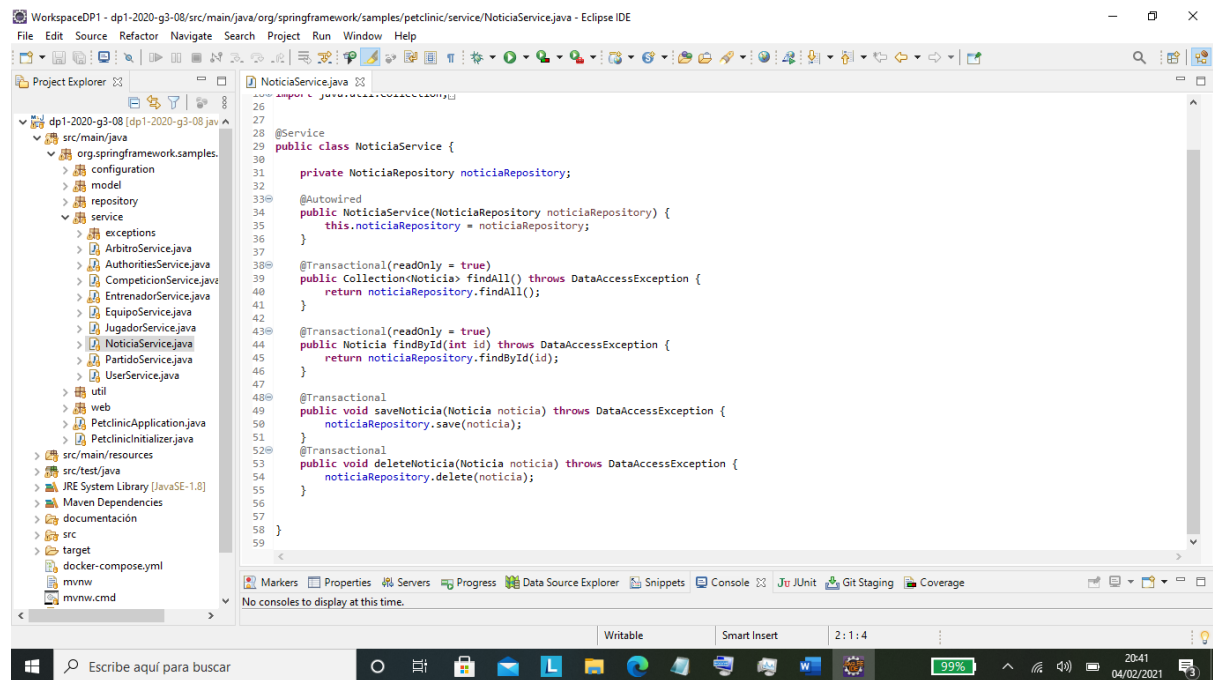 WorkspaceDP1 - dp1-2020-g3-08/src/main/java/org/springframework/samples/petclinic/service/NoticiaService.java - Eclipse IDE
File Edit Source Refactor Navigate Search Project Run Window Help
Project Explorer
dp1-2020-g3-08 [dp1-2020-g3-08 jav
src/main/java
org.springframework.samples.
configuration
model
repository
service
exceptions
ArbitroService.java
AuthoritiesService.java
CompeticionService.java
EntrenadorService.java
EquipoService.java
JugadorService.java
NoticiaService.java
PartidoService.java
UserService.java
util
web
PetclinicApplication.java
PetclinicInitializer.java
src/main/resources
src/test/java
JRE System Library [JavaSE-1.8]
Maven Dependencies
documentación
src
target
docker-compose.yml
mvnw
mvnw.cmd
NoticiaService.java
import java.util.Collection;
26
27
28 @Service
29 public class NoticiaService {
30
31 private NoticiaRepository noticiaRepository;
32
33 @Autowired
34 public NoticiaService(NoticiaRepository noticiaRepository) {
35 this.noticiaRepository = noticiaRepository;
36 }
37
38 @Transactional(readOnly = true)
39 public Collection<Noticia> findAll() throws DataAccessException {
40 return noticiaRepository.findAll();
41 }
42
43 @Transactional(readOnly = true)
44 public Noticia findById(int id) throws DataAccessException {
45 return noticiaRepository.findById(id);
46 }
47
48 @Transactional
49 public void saveNoticia(Noticia noticia) throws DataAccessException {
50 noticiaRepository.save(noticia);
51 }
52 @Transactional
53 public void deleteNoticia(Noticia noticia) throws DataAccessException {
54 noticiaRepository.delete(noticia);
55 }
56
57
58 }
59
Markers Properties Servers Progress Data Source Explorer Snippets Console JUnit Git Staging Coverage
No consoles to display at this time.
Writable Smart Insert 2 : 1 : 4
Escribe aquí para buscar
99%
20:41
04/02/2021
3